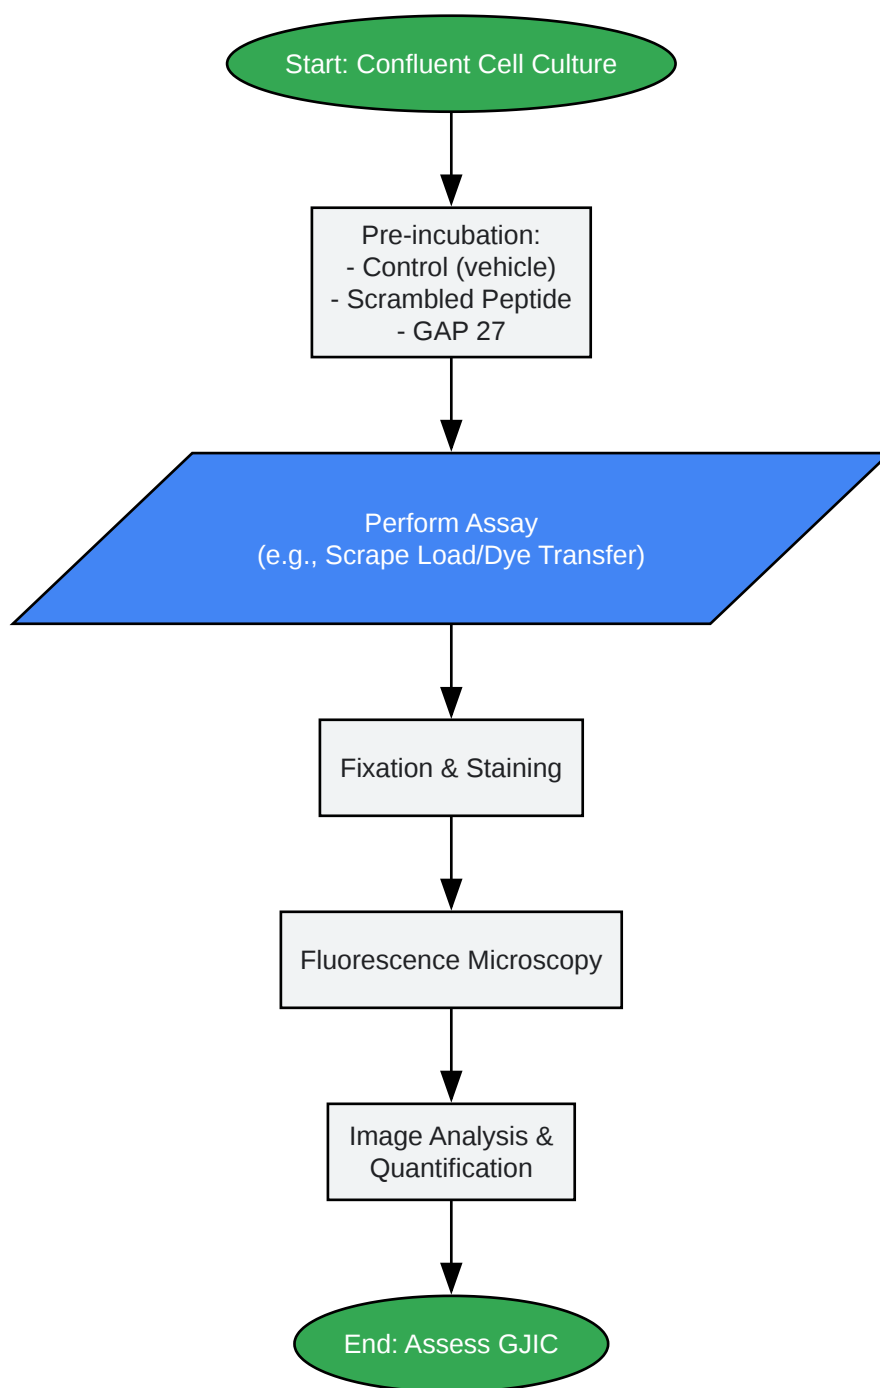 Start: Confluent Cell Culture
Pre-incubation:
- Control (vehicle)
- Scrambled Peptide
- GAP 27
Perform Assay
(e.g., Scrape Load/Dye Transfer)
Fixation & Staining
Fluorescence Microscopy
Image Analysis &
Quantification
End: Assess GJIC